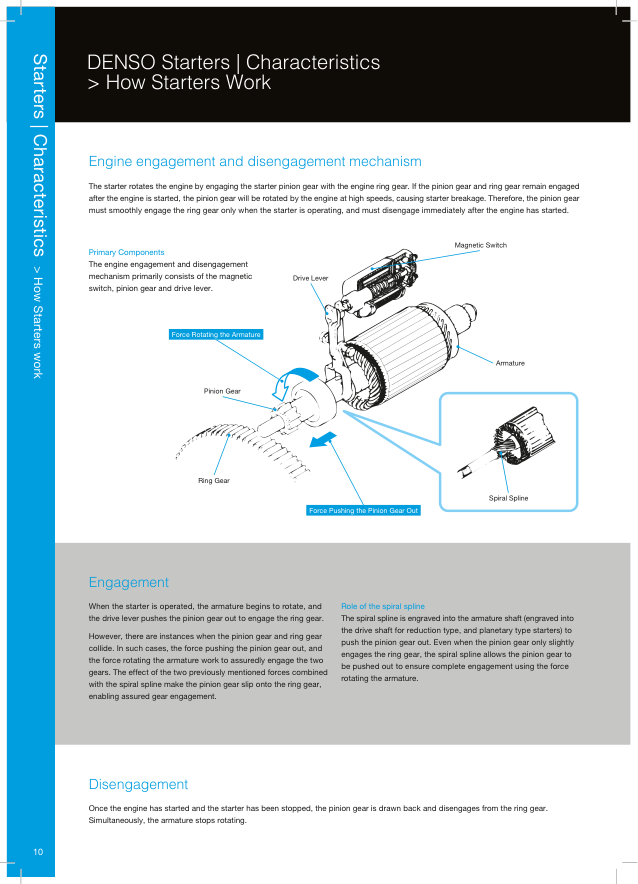 Starters | Characteristics > How Starters work
DENSO Starters | Characteristics
> How Starters Work
Engine engagement and disengagement mechanism
The starter rotates the engine by engaging the starter pinion gear with the engine ring gear. If the pinion gear and ring gear remain engaged
after the engine is started, the pinion gear will be rotated by the engine at high speeds, causing starter breakage. Therefore, the pinion gear
must smoothly engage the ring gear only when the starter is operating, and must disengage immediately after the engine has started.
Primary Components
The engine engagement and disengagement
mechanism primarily consists of the magnetic
switch, pinion gear and drive lever.
Magnetic Switch
Drive Lever
Force Rotating the Armature
Armature
Pinion Gear
Ring Gear
Spiral Spline
Force Pushing the Pinion Gear Out
Engagement
When the starter is operated, the armature begins to rotate, and
the drive lever pushes the pinion gear out to engage the ring gear.
However, there are instances when the pinion gear and ring gear
collide. In such cases, the force pushing the pinion gear out, and
the force rotating the armature work to assuredly engage the two
gears. The effect of the two previously mentioned forces combined
with the spiral spline make the pinion gear slip onto the ring gear,
enabling assured gear engagement.
Role of the spiral spline
The spiral spline is engraved into the armature shaft (engraved into
the drive shaft for reduction type, and planetary type starters) to
push the pinion gear out. Even when the pinion gear only slightly
engages the ring gear, the spiral spline allows the pinion gear to
be pushed out to ensure complete engagement using the force
rotating the armature.
Disengagement
Once the engine has started and the starter has been stopped, the pinion gear is drawn back and disengages from the ring gear.
Simultaneously, the armature stops rotating.
10